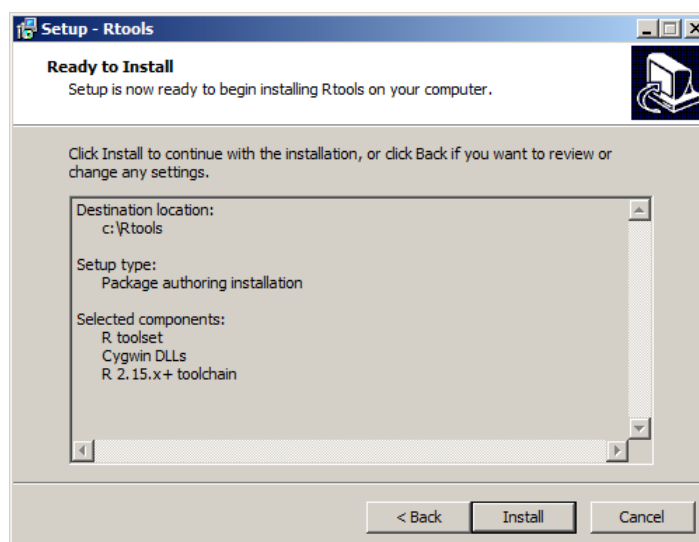 Setup - Rtools
Ready to Install
Setup is now ready to begin installing Rtools on your computer.
Click Install to continue with the installation, or click Back if you want to review or
change any settings.
Destination location:
c:\Rtools
Setup type:
Package authoring installation
Selected components:
R toolset
Cygwin DLLs
R 2.15.x+ toolchain
< Back
Install
Cancel